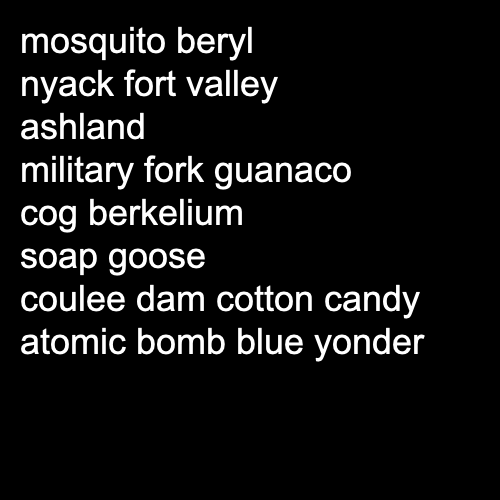 mosquito beryl
nyack fort valley
ashland
military fork guanaco
cog berkelium
soap goose
coulee dam cotton candy
atomic bomb blue yonder